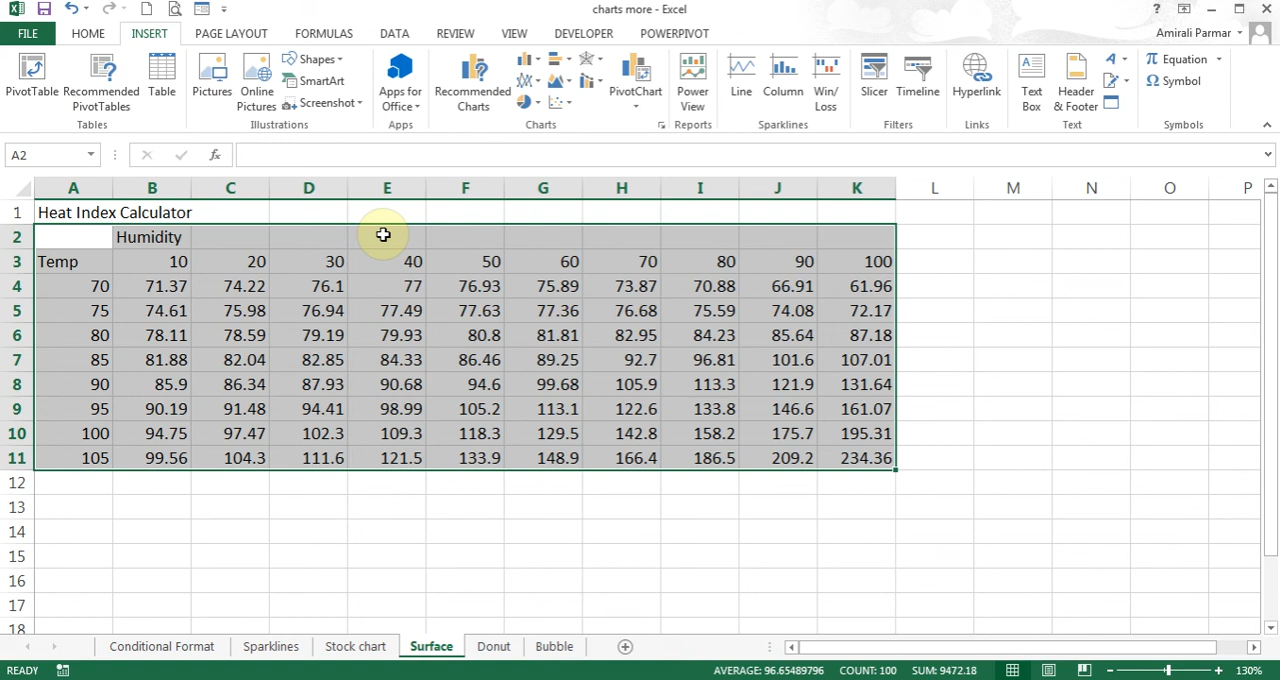 charts more - Excel
FILE HOME INSERT PAGE LAYOUT FORMULAS DATA REVIEW VIEW DEVELOPER POWERPIVOT Amirali Parmar
PivotTable Recommended PivotTables Table
Pictures Online Pictures Shapes SmartArt Screenshot
Apps for Office
Recommended Charts PivotChart
Power View
Line Column Win/Loss
Slicer Timeline
Hyperlink
Text Box Header & Footer
Equation Symbol
Tables Illustrations Apps Charts Reports Sparklines Filters Links Text Symbols
A2 fx
A B C D E F G H I J K L M N O P
1 Heat Index Calculator
2 Humidity
3 Temp 10 20 30 40 50 60 70 80 90 100
4 70 71.37 74.22 76.1 77 76.93 75.89 73.87 70.88 66.91 61.96
5 75 74.61 75.98 76.94 77.49 77.63 77.36 76.68 75.59 74.08 72.17
6 80 78.11 78.59 79.19 79.93 80.8 81.81 82.95 84.23 85.64 87.18
7 85 81.88 82.04 82.85 84.33 86.46 89.25 92.7 96.81 101.6 107.01
8 90 85.9 86.34 87.93 90.68 94.6 99.68 105.9 113.3 121.9 131.64
9 95 90.19 91.48 94.41 98.99 105.2 113.1 122.6 133.8 146.6 161.07
10 100 94.75 97.47 102.3 109.3 118.3 129.5 142.8 158.2 175.7 195.31
11 105 99.56 104.3 111.6 121.5 133.9 148.9 166.4 186.5 209.2 234.36
12
13
14
15
16
17
18
Conditional Format Sparklines Stock chart Surface Donut Bubble
READY AVERAGE: 96.65489796 COUNT: 100 SUM: 9472.18 130%